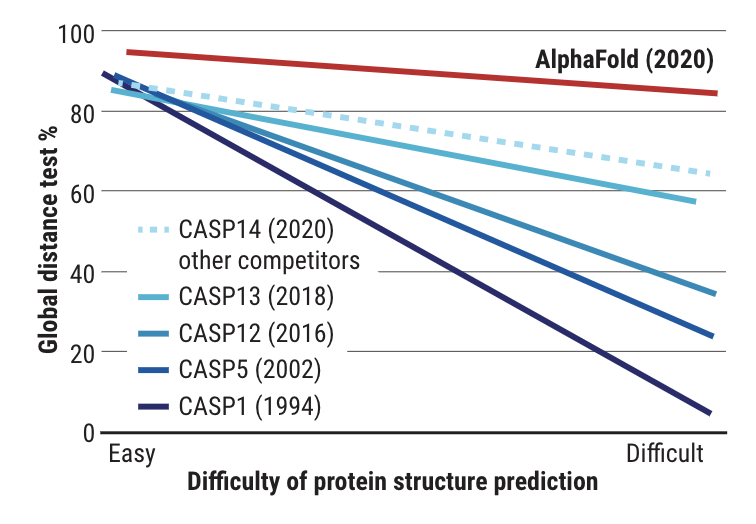 100
AlphaFold (2020)
80
60
40
20
0
Global distance test %
CASP14 (2020)
other competitors
CASP13 (2018)
CASP12 (2016)
CASP5 (2002)
CASP1 (1994)
Easy
Difficult
Difficulty of protein structure prediction